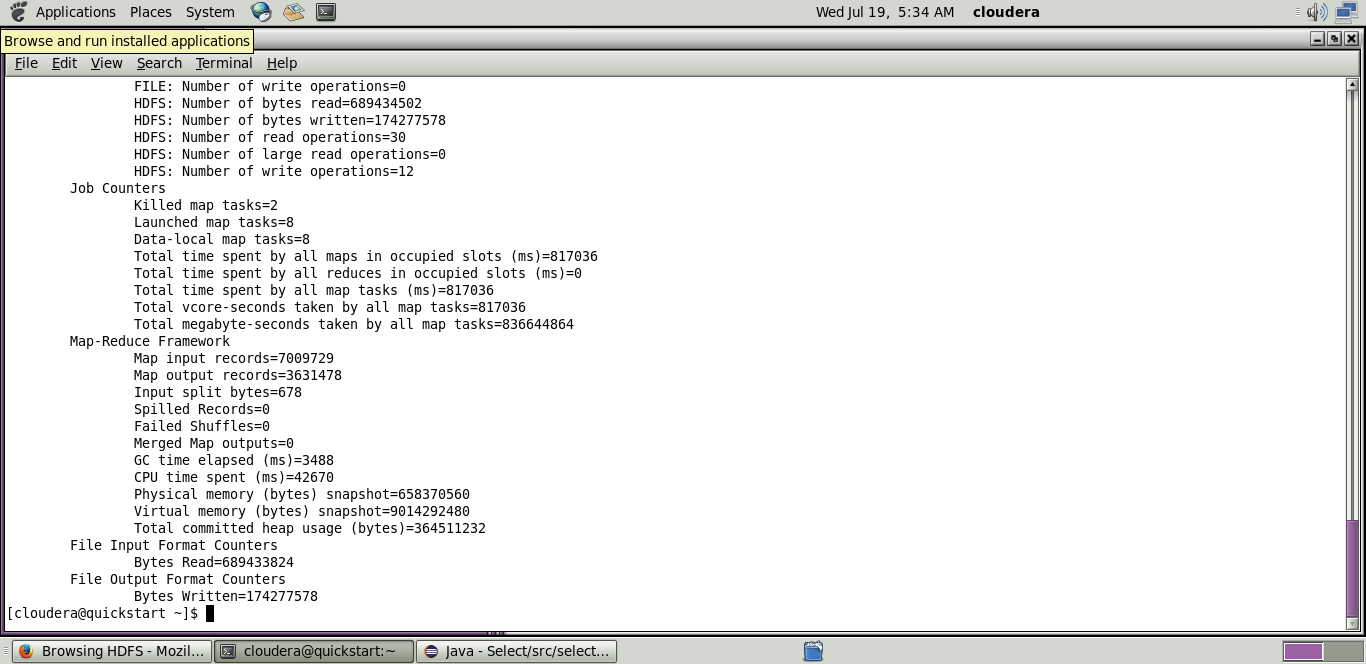 Applications Places System Wed Jul 19, 5:34 AM cloudera
Browse and run installed applications
File Edit View Search Terminal Help
FILE: Number of write operations=0
HDFS: Number of bytes read=689434502
HDFS: Number of bytes written=174277578
HDFS: Number of read operations=30
HDFS: Number of large read operations=0
HDFS: Number of write operations=12
Job Counters
Killed map tasks=2
Launched map tasks=8
Data-local map tasks=8
Total time spent by all maps in occupied slots (ms)=817036
Total time spent by all reduces in occupied slots (ms)=0
Total time spent by all map tasks (ms)=817036
Total vcore-seconds taken by all map tasks=817036
Total megabyte-seconds taken by all map tasks=836644864
Map-Reduce Framework
Map input records=7009729
Map output records=3631478
Input split bytes=678
Spilled Records=0
Failed Shuffles=0
Merged Map outputs=0
GC time elapsed (ms)=3488
CPU time spent (ms)=42670
Physical memory (bytes) snapshot=658370560
Virtual memory (bytes) snapshot=9014292480
Total committed heap usage (bytes)=364511232
File Input Format Counters
Bytes Read=689433824
File Output Format Counters
Bytes Written=174277578
[cloudera@quickstart ~]$
Browsing HDFS - Mozil... cloudera@quickstart:~ Java - Select/src/select...